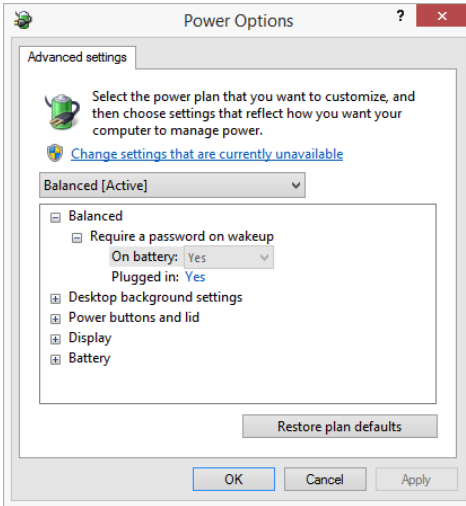 Power Options
?
Advanced settings
Select the power plan that you want to customize, and
then choose settings that reflect how you want your
computer to manage power.
Change settings that are currently unavailable
Balanced [Active]
Balanced
Require a password on wakeup
On battery: Yes
Plugged in: Yes
Desktop background settings
Power buttons and lid
Display
Battery
Restore plan defaults
OK Cancel Apply